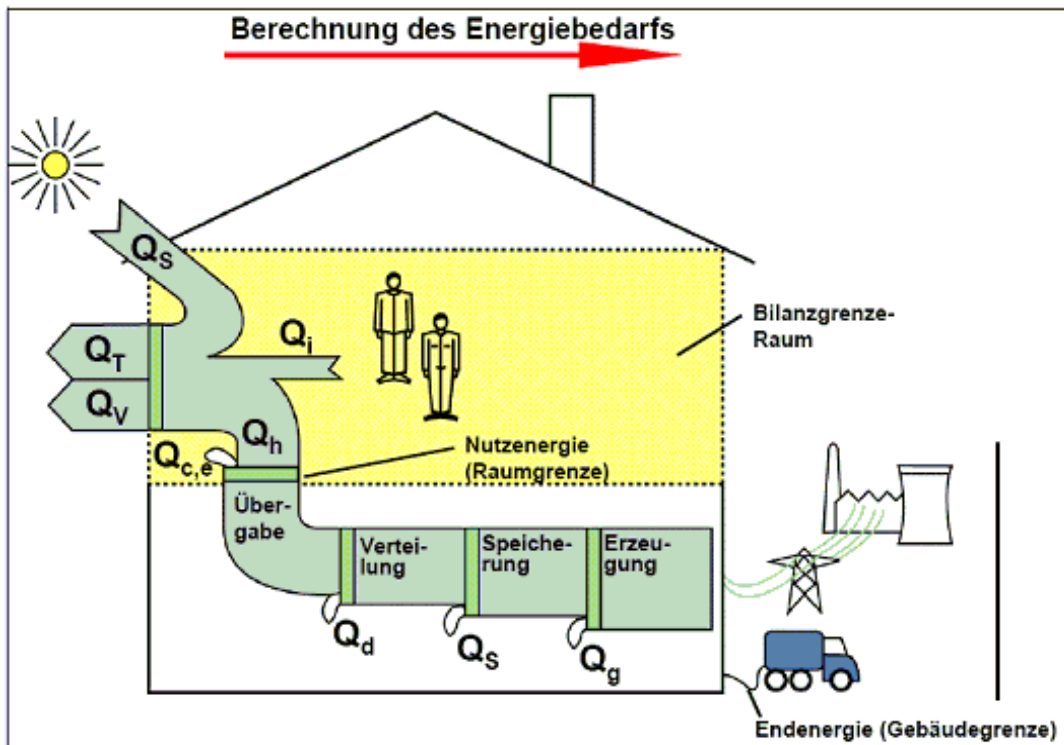 Berechnung des Energiebedarfs
Qs
Bilanzgrenze-
Raum
Qi
QT
QV
Qh
Qc,e
Nutzenergie
(Raumgrenze)
Über-
gabe
Vertei-
lung
Speiche-
rung
Erzeu-
gung
Qd
QS
Qg
Endenergie (Gebäudegrenze)